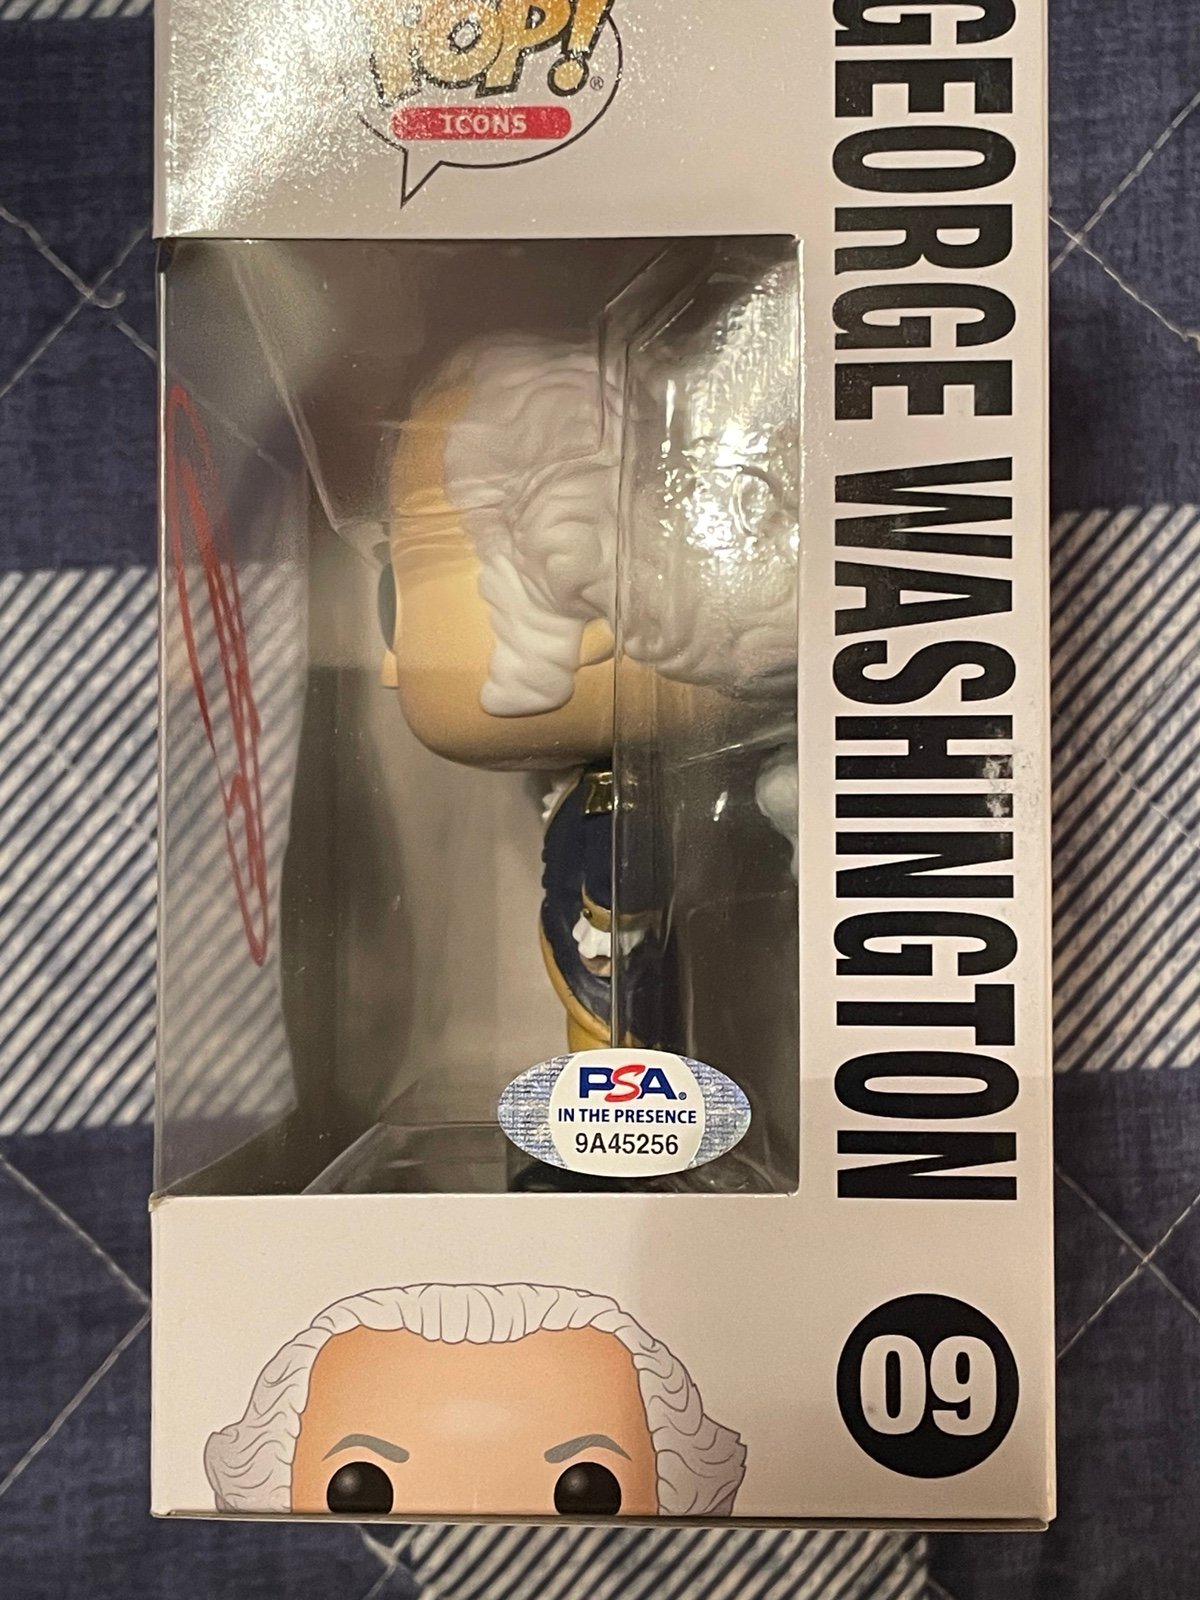 POP!®
ICONS
GEORGE WASHINGTON
PSA®
IN THE PRESENCE
9A45256
09